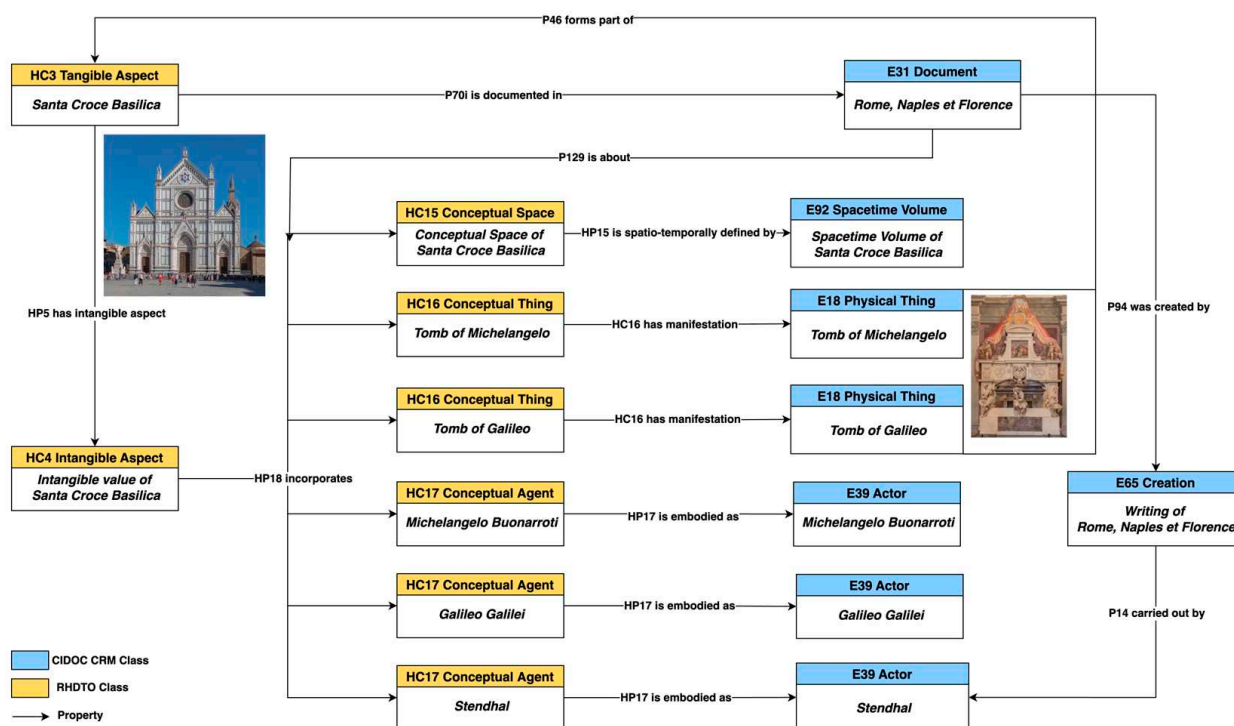 P46 forms part of
HC3 Tangible Aspect
Santa Croce Basilica
P70i is documented in
E31 Document
Rome, Naples et Florence
P129 is about
HC15 Conceptual Space
Conceptual Space of
Santa Croce Basilica
HP15 is spatio-temporally defined by
E92 Spacetime Volume
Spacetime Volume of
Santa Croce Basilica
HP5 has intangible aspect
HC16 Conceptual Thing
Tomb of Michelangelo
HC16 has manifestation
E18 Physical Thing
Tomb of Michelangelo
P94 was created by
HC16 Conceptual Thing
Tomb of Galileo
HC16 has manifestation
E18 Physical Thing
Tomb of Galileo
HC4 Intangible Aspect
Intangible value of
Santa Croce Basilica
HP18 incorporates
HC17 Conceptual Agent
Michelangelo Buonarroti
HP17 is embodied as
E39 Actor
Michelangelo Buonarroti
E65 Creation
Writing of
Rome, Naples et Florence
HC17 Conceptual Agent
Galileo Galilei
HP17 is embodied as
E39 Actor
Galileo Galilei
P14 carried out by
HC17 Conceptual Agent
Stendhal
HP17 is embodied as
E39 Actor
Stendhal
CIDOC CRM Class
RHDTO Class
Property